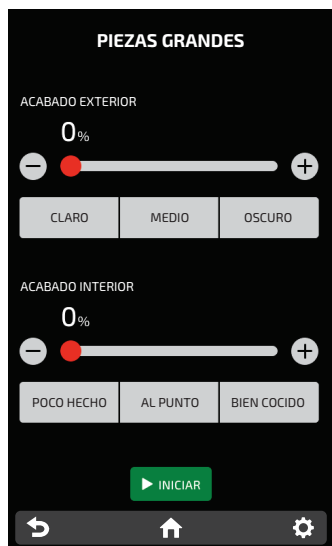 PIEZAS GRANDES
ACABADO EXTERIOR
0%
CLARO MEDIO OSCURO
ACABADO INTERIOR
0%
POCO HECHO AL PUNTO BIEN COCIDO
INICIAR